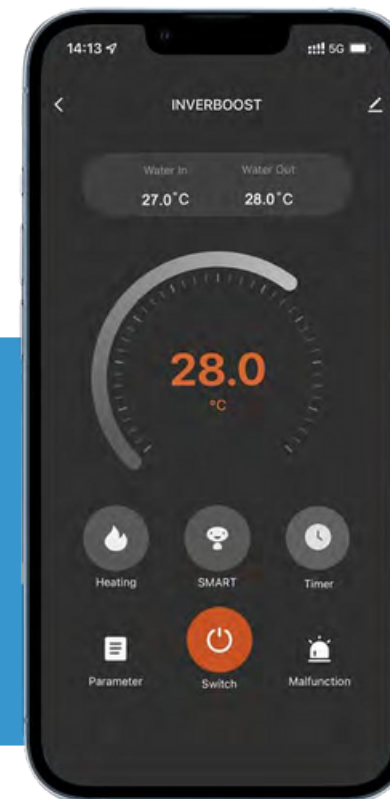 14:13 5G
INVERBOOST
Water In Water Out
27.0°C 28.0°C
28.0
°C
Heating SMART Timer
Parameter Switch Malfunction